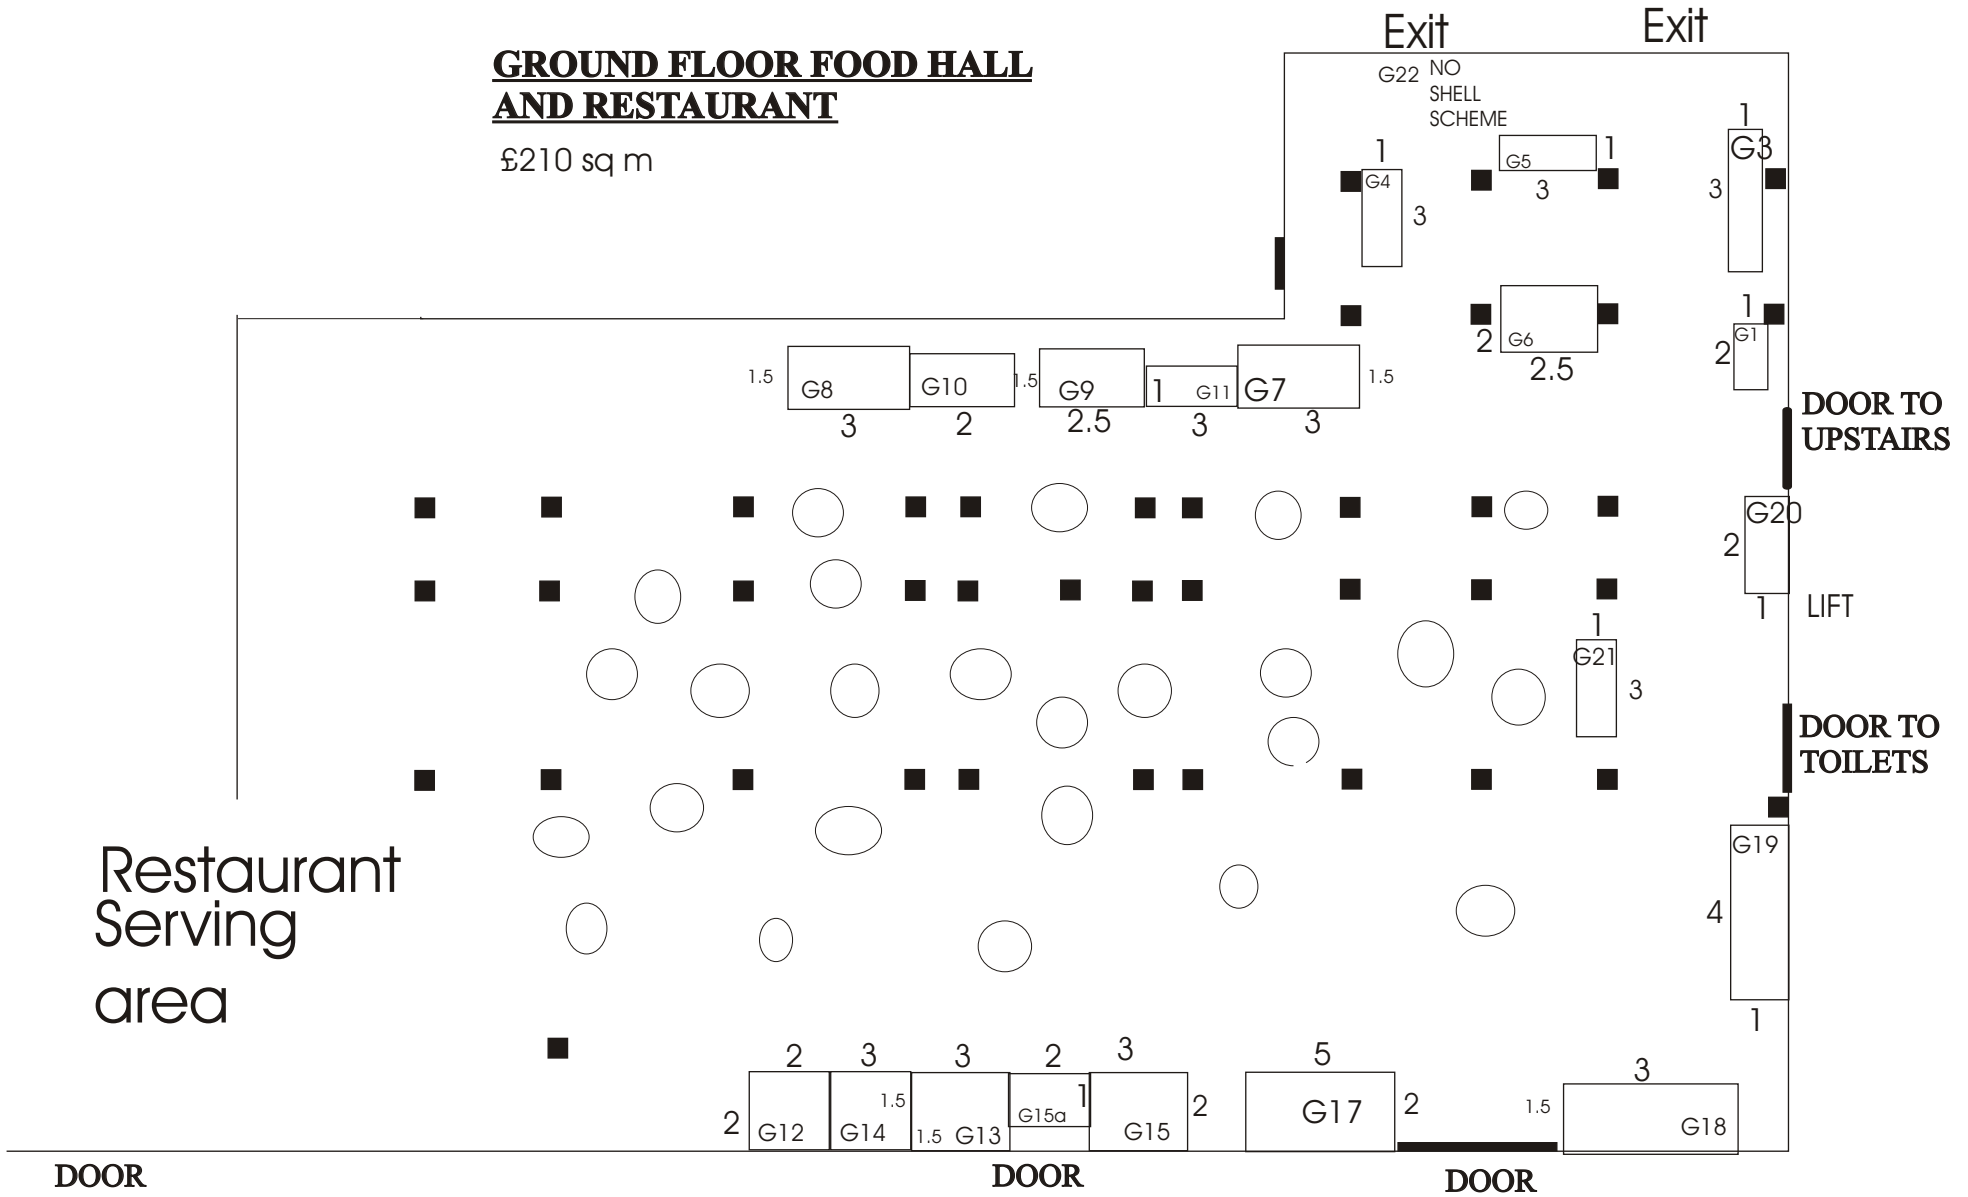 Exit
Exit
GROUND FLOOR FOOD HALL
AND RESTAURANT
£210 sq m
G22
NO
SHELL
SCHEME
1
G3
3
1
G4
3
G5
1
3
1
G1
2
2
G6
2.5
1.5
G8
3
G10
2
1.5
G9
2.5
1
G11
3
G7
3
1.5
DOOR TO
UPSTAIRS
G20
2
1
LIFT
1
G21
3
DOOR TO
TOILETS
Restaurant
Serving
area
G19
4
1
2
2
G12
3
1.5
G14
3
1.5
G13
2
1
G15a
3
2
G15
5
G17
2
3
1.5
G18
DOOR
DOOR
DOOR